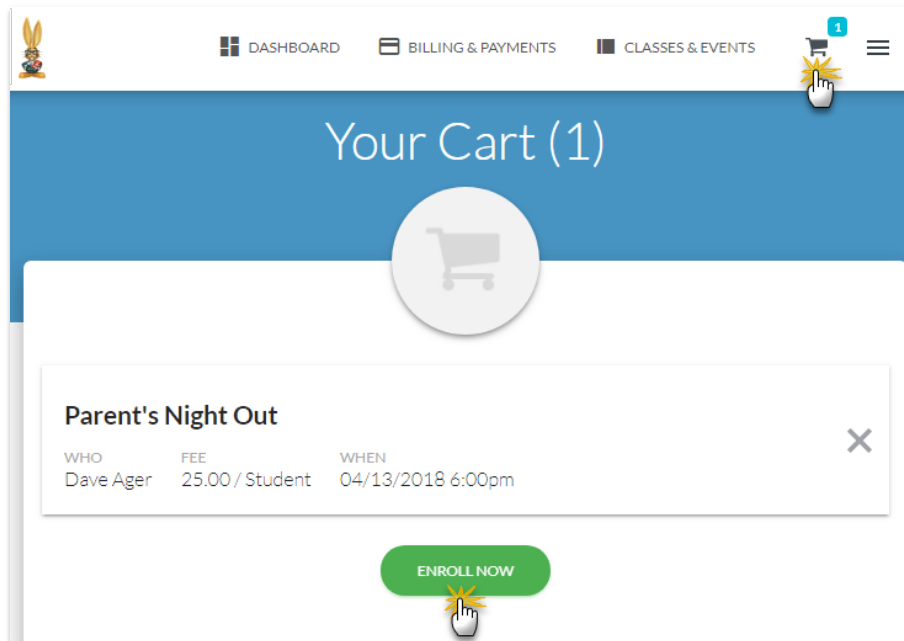 DASHBOARD BILLING & PAYMENTS CLASSES & EVENTS 1
Your Cart (1)
Parent's Night Out
WHO FEE WHEN
Dave Ager 25.00 / Student 04/13/2018 6:00pm
ENROLL NOW